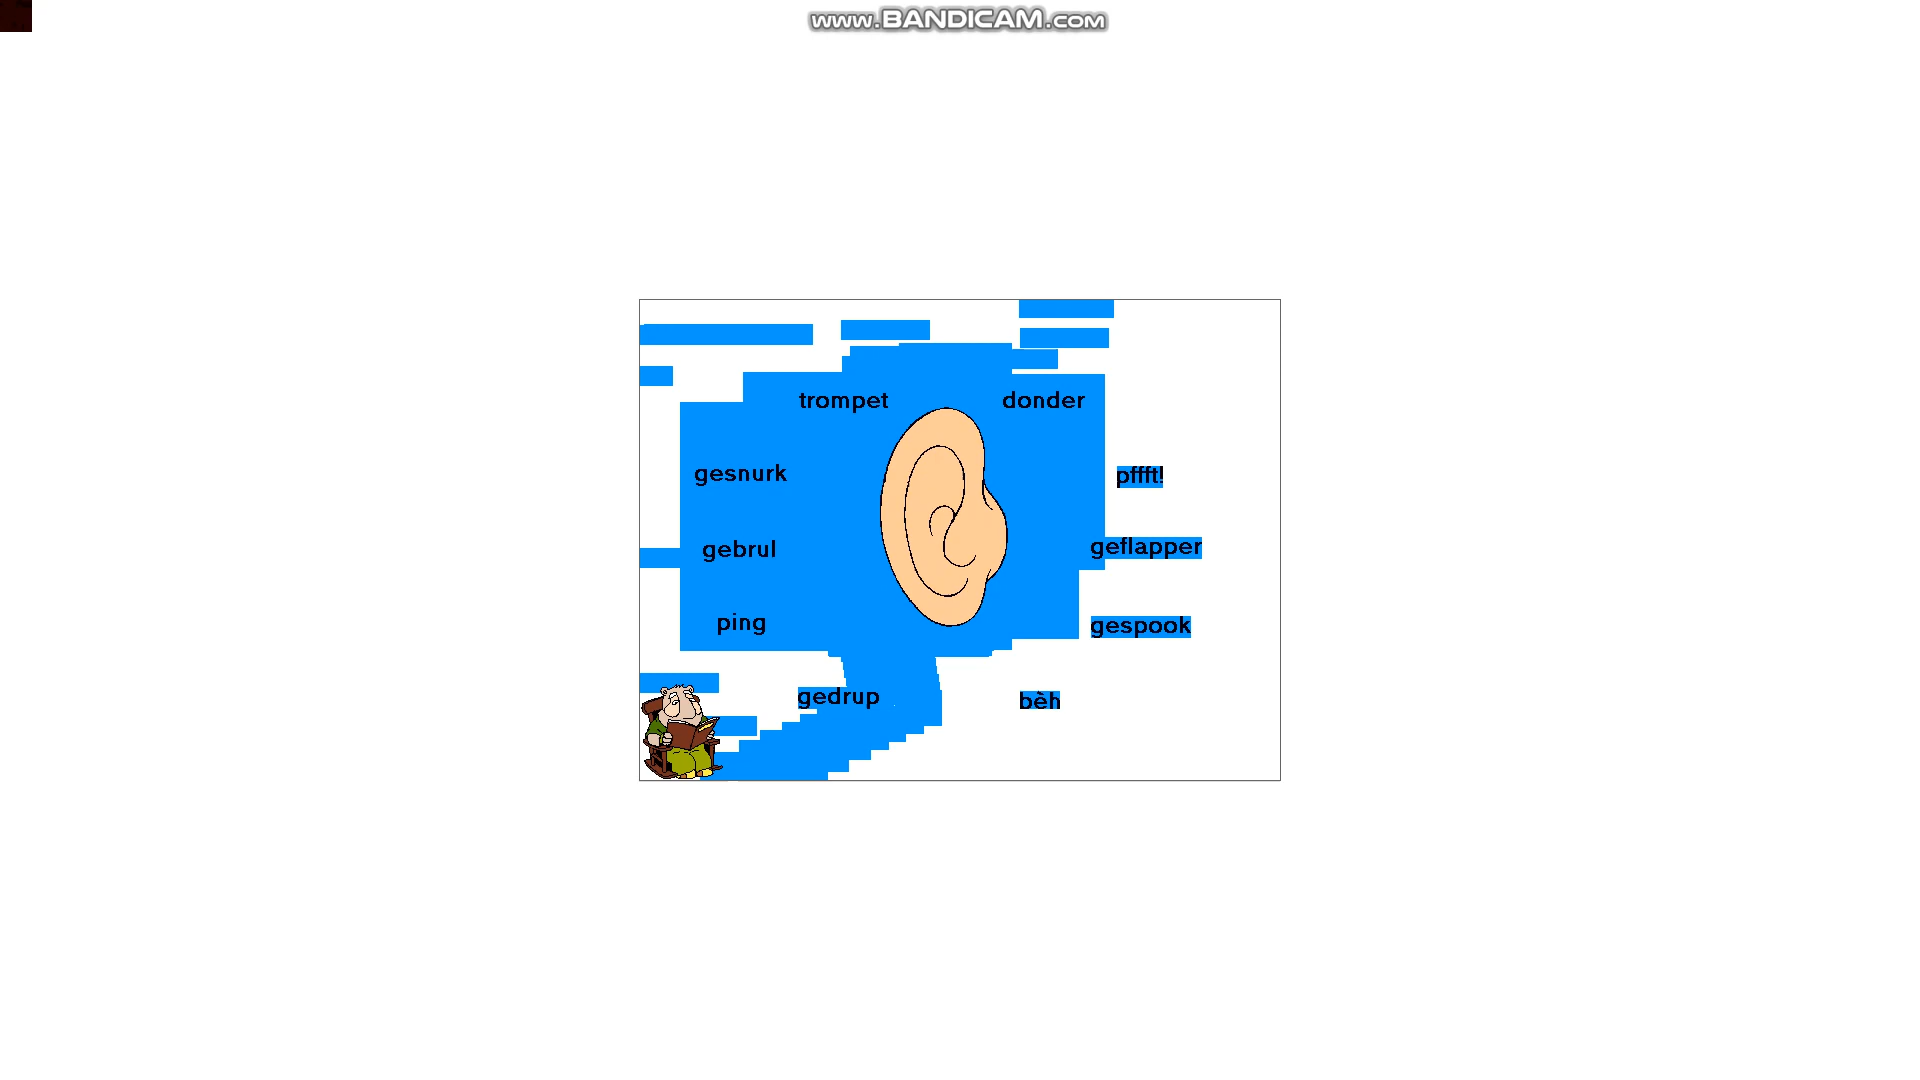 www.BANDICAM.com
trompet
donder
gesnurk
pffft!
gebrul
geflapper
ping
gespook
gedrup
bèh